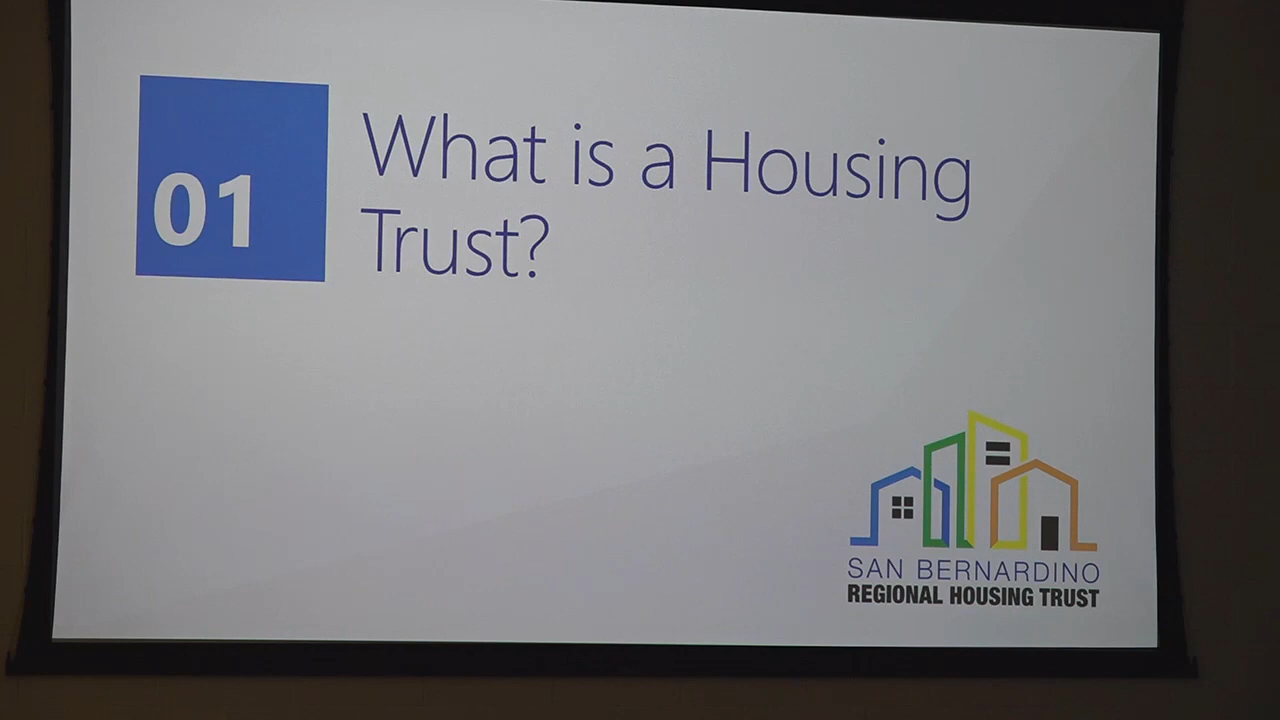 01
What is a Housing
Trust?
SAN BERNARDINO
REGIONAL HOUSING TRUST